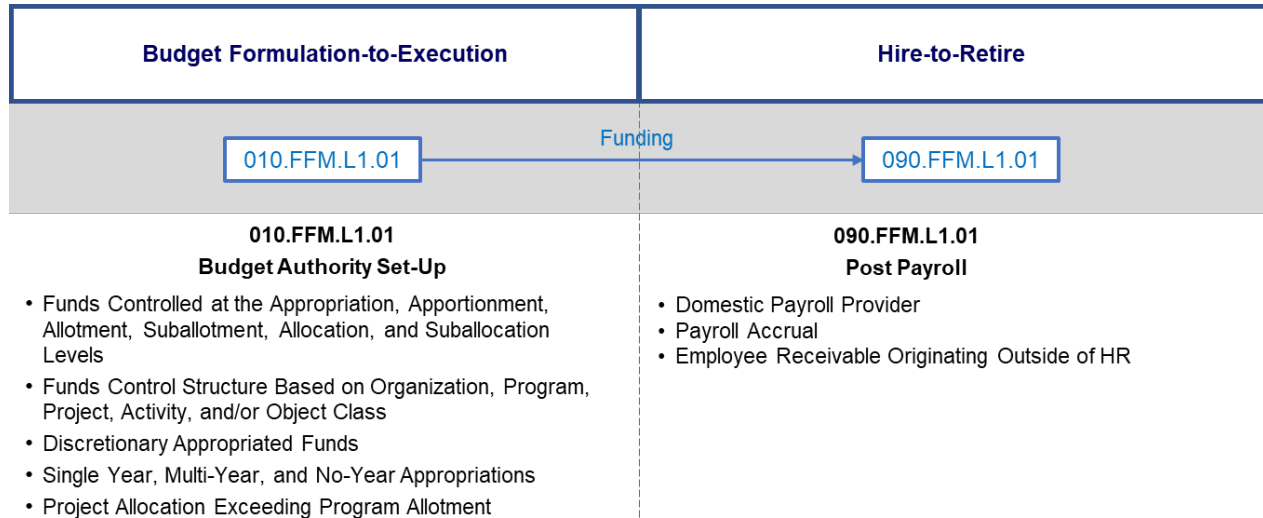 Budget Formulation-to-Execution
Hire-to-Retire
Funding
010.FFM.L1.01
090.FFM.L1.01
010.FFM.L1.01
Budget Authority Set-Up
• Funds Controlled at the Appropriation, Apportionment,
Allotment, Suballotment, Allocation, and Suballocation
Levels
• Funds Control Structure Based on Organization, Program,
Project, Activity, and/or Object Class
• Discretionary Appropriated Funds
• Single Year, Multi-Year, and No-Year Appropriations
• Project Allocation Exceeding Program Allotment
090.FFM.L1.01
Post Payroll
• Domestic Payroll Provider
• Payroll Accrual
• Employee Receivable Originating Outside of HR